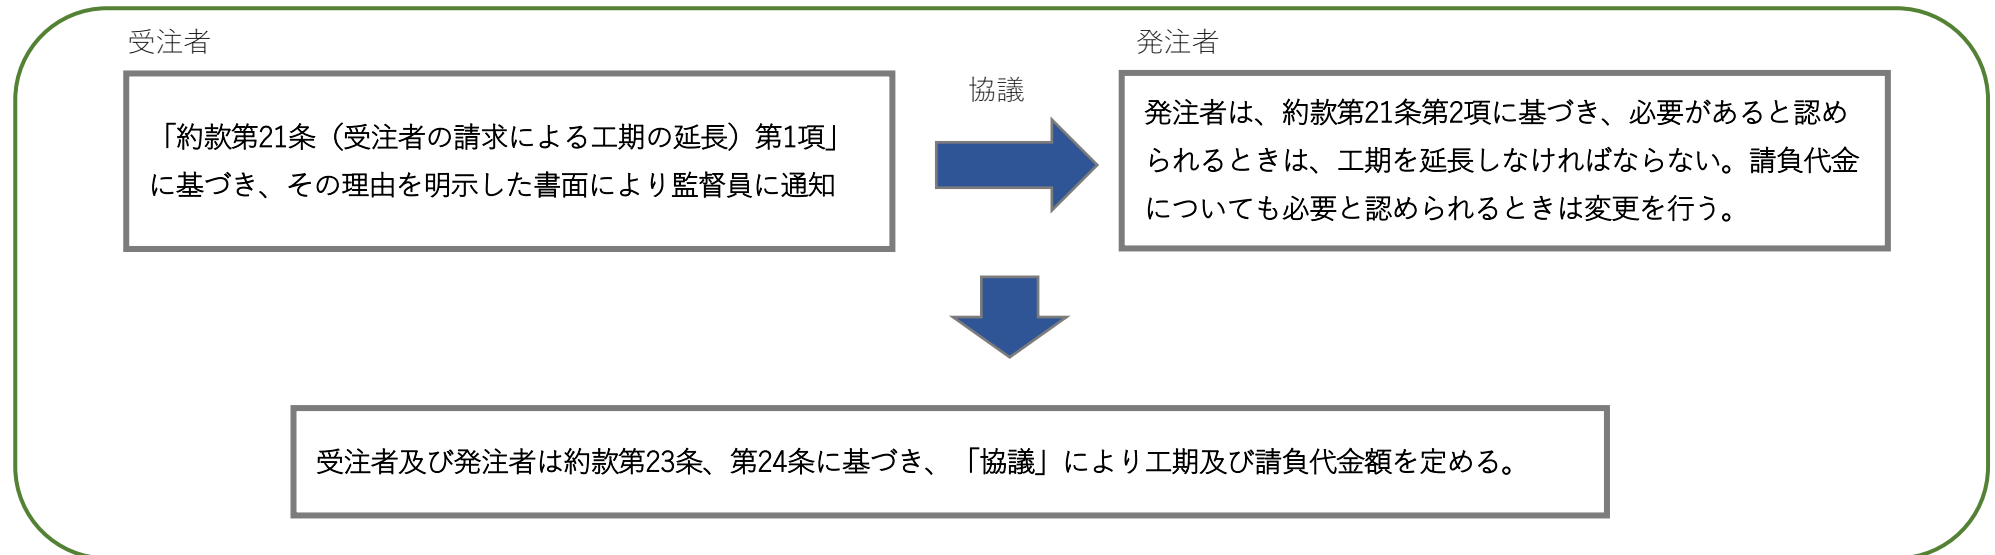 受注者
「約款第21条（受注者の請求による工期の延長）第1項」
に基づき、その理由を明示した書面により監督員に通知
協議
発注者
発注者は、約款第21条第2項に基づき、必要があると認め
られるときは、工期を延長しなければならない。請負代金
についても必要と認められるときは変更を行う。
受注者及び発注者は約款第23条、第24条に基づき、「協議」により工期及び請負代金額を定める。